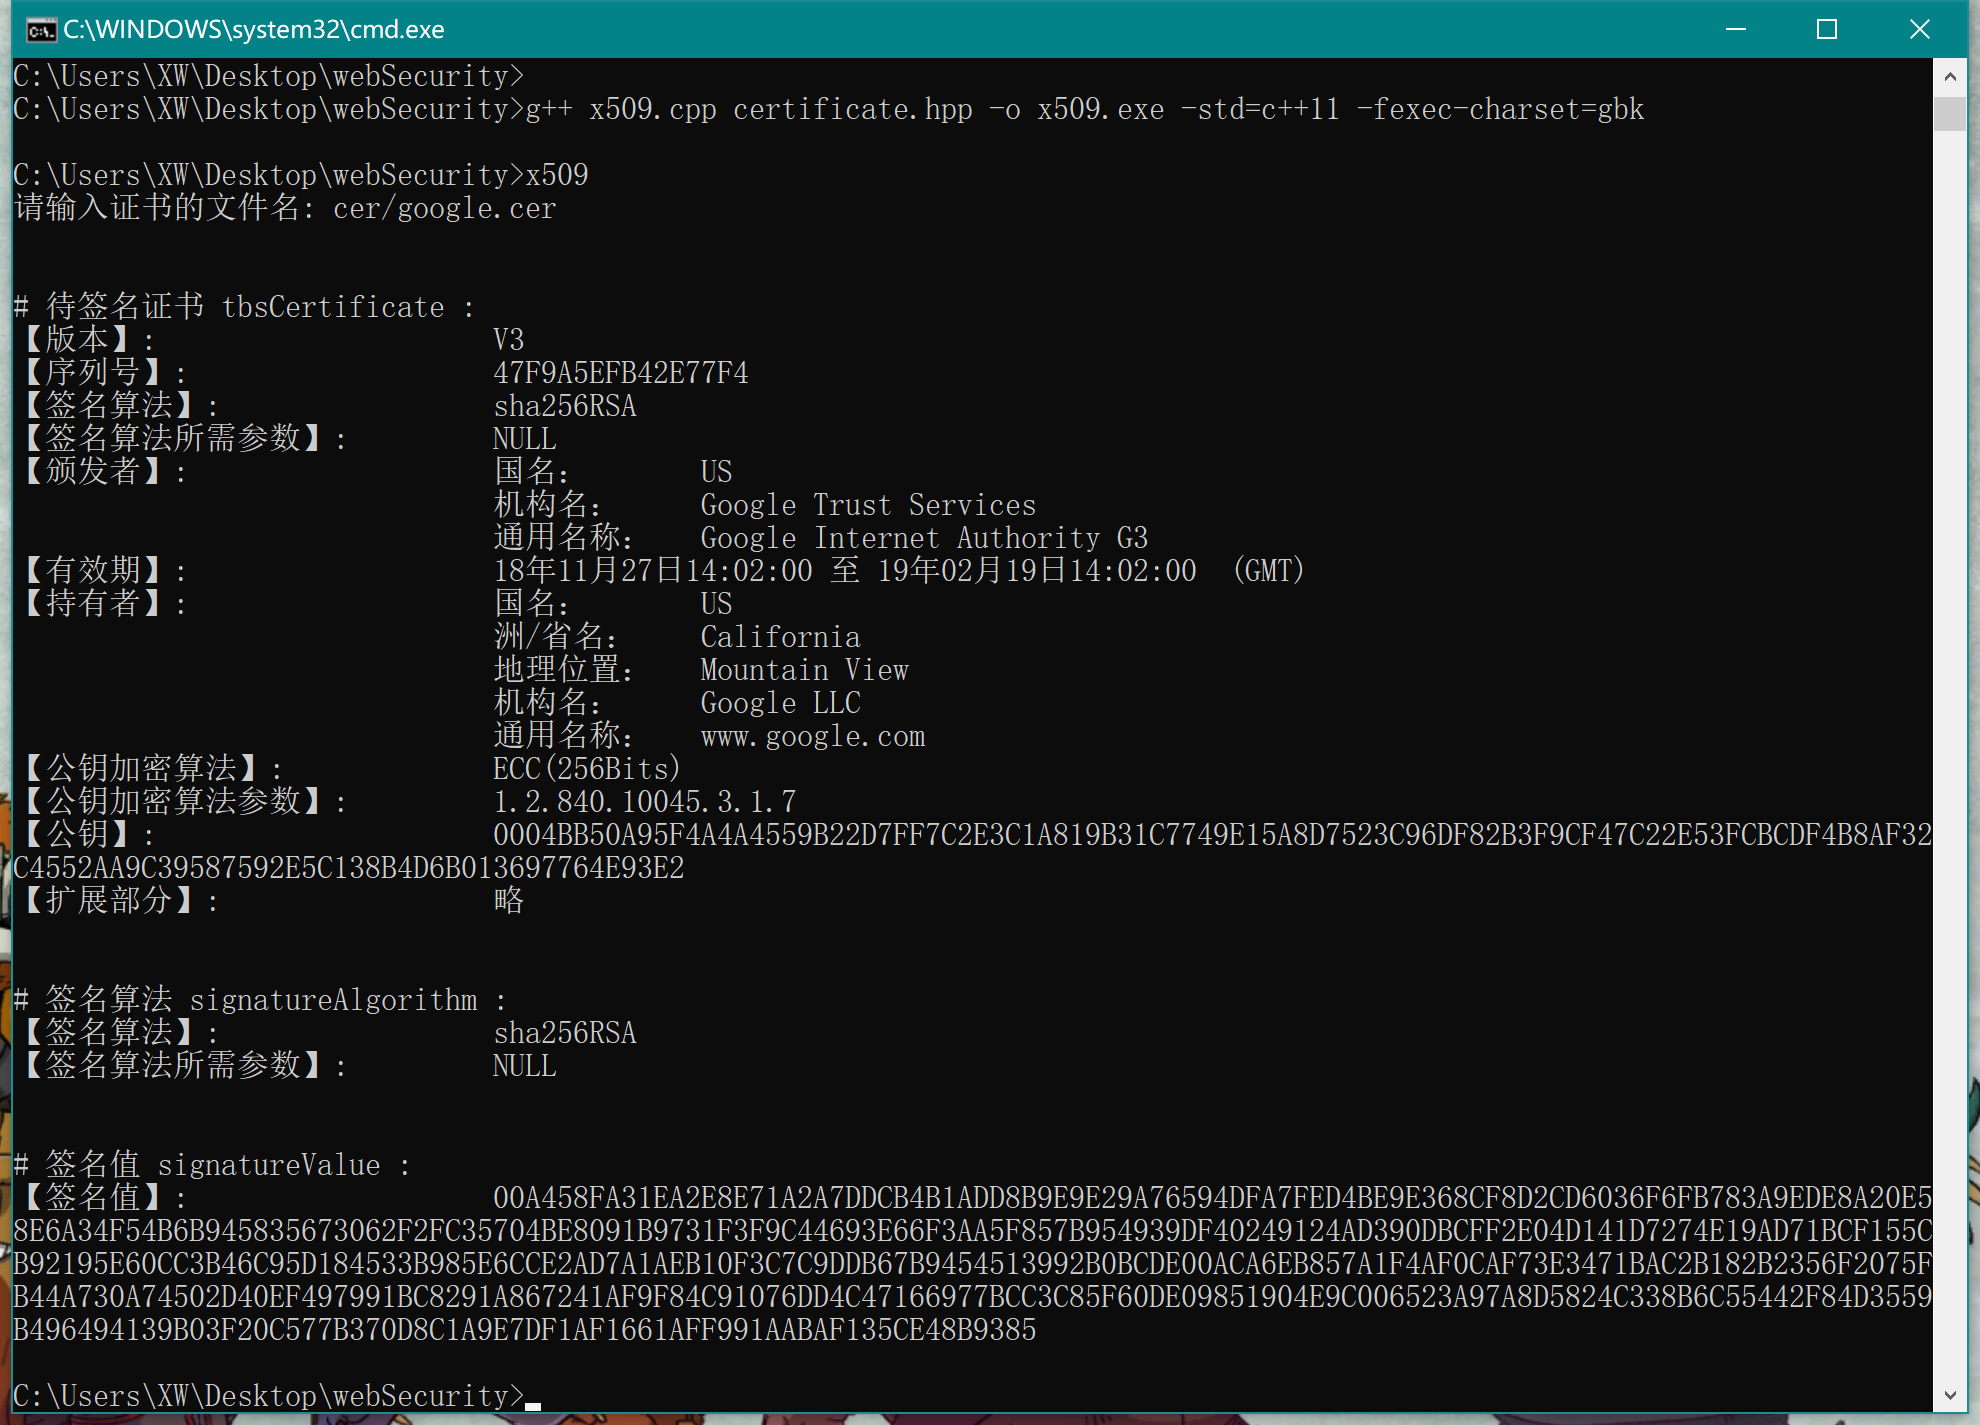 C:\WINDOWS\system32\cmd.exe
C:\Users\XW\Desktop\webSecurity>
C:\Users\XW\Desktop\webSecurity>g++ x509.cpp certificate.hpp -o x509.exe -std=c++11 -fexec-charset=gbk
C:\Users\XW\Desktop\webSecurity>x509
请输入证书的文件名: cer/google.cer
# 待签名证书 tbsCertificate :
【版本】: V3
【序列号】: 47F9A5EFB42E77F4
【签名算法】: sha256RSA
【签名算法所需参数】: NULL
【颁发者】: 国名： US
机构名： Google Trust Services
通用名称： Google Internet Authority G3
【有效期】: 18年11月27日14:02:00 至 19年02月19日14:02:00 (GMT)
【持有者】: 国名： US
洲/省名： California
地理位置： Mountain View
机构名： Google LLC
通用名称： www.google.com
【公钥加密算法】: ECC(256Bits)
【公钥加密算法参数】: 1.2.840.10045.3.1.7
【公钥】: 0004BB50A95F4A4A4559B22D7FF7C2E3C1A819B31C7749E15A8D7523C96DF82B3F9CF47C22E53FCBCDF4B8AF32
C4552AA9C39587592E5C138B4D6B013697764E93E2
【扩展部分】: 略
# 签名算法 signatureAlgorithm :
【签名算法】: sha256RSA
【签名算法所需参数】: NULL
# 签名值 signatureValue :
【签名值】: 00A458FA31EA2E8E71A2A7DDCB4B1ADD8B9E9E29A76594DFA7FED4BE9E368CF8D2CD6036F6FB783A9EDE8A20E5
8E6A34F54B6B945835673062F2FC35704BE8091B9731F3F9C44693E66F3AA5F857B954939DF40249124AD390DBCFF2E04D141D7274E19AD71BCF155C
B92195E60CC3B46C95D184533B985E6CCE2AD7A1AEB10F3C7C9DDB67B9454513992B0BCDE00ACA6EB857A1F4AF0CAF73E3471BAC2B182B2356F2075F
B44A730A74502D40EF497991BC8291A867241AF9F84C91076DD4C47166977BCC3C85F60DE09851904E9C006523A97A8D5824C338B6C55442F84D3559
B496494139B03F20C577B370D8C1A9E7DF1AF1661AFF991AABAF135CE48B9385
C:\Users\XW\Desktop\webSecurity>